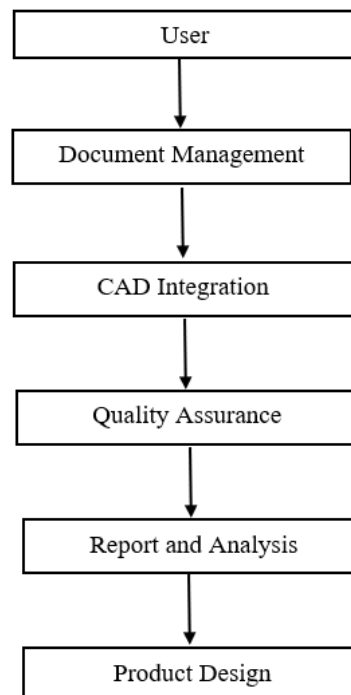 User
Document Management
CAD Integration
Quality Assurance
Report and Analysis
Product Design